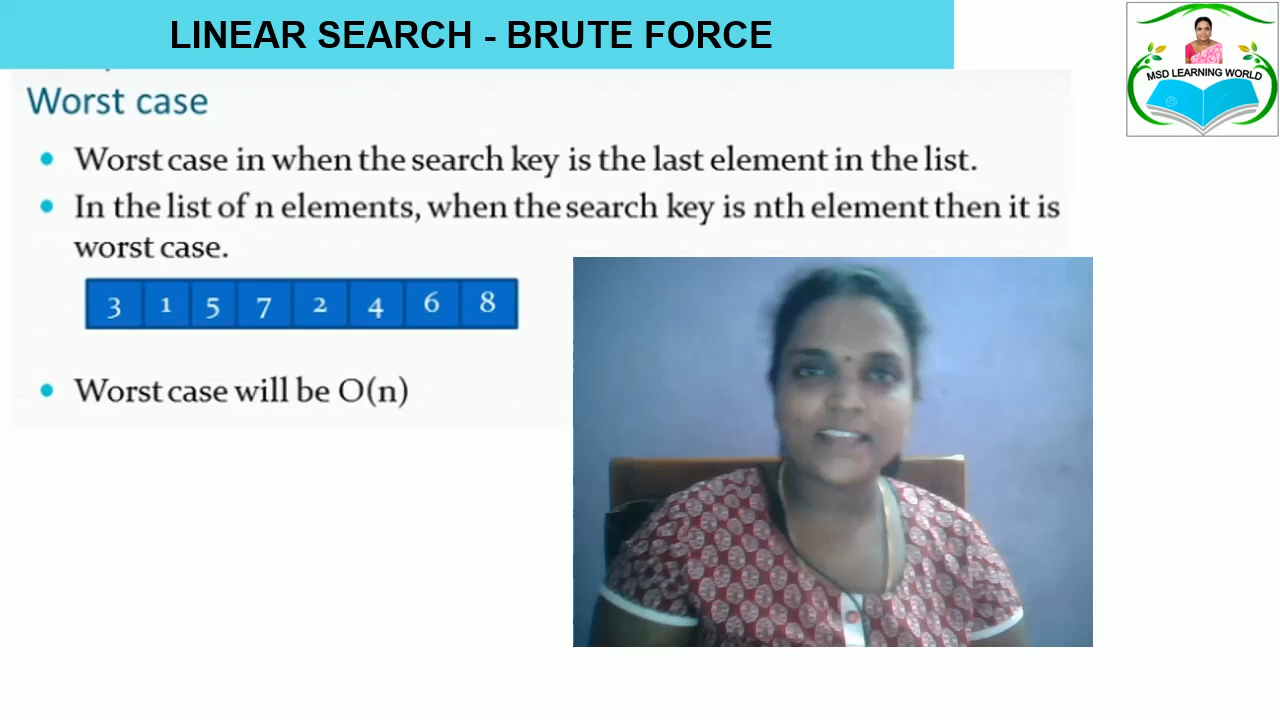 LINEAR SEARCH - BRUTE FORCE
MSD LEARNING WORLD
Worst case
• Worst case in when the search key is the last element in the list.
• In the list of n elements, when the search key is nth element then it is
worst case.
3 1 5 7 2 4 6 8
• Worst case will be O(n)